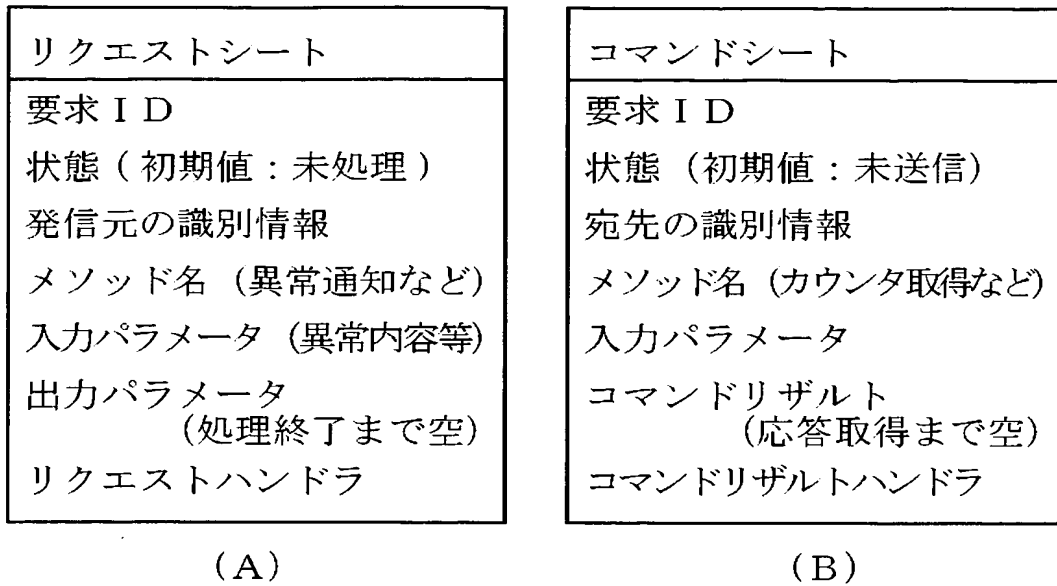 リクエストシート
要求ID
状態(初期値:未処理)
発信元の識別情報
メソッド名(異常通知など)
入力パラメータ(異常内容等)
出力パラメータ
(処理終了まで空)
リクエストハンドラ
(A)
コマンドシート
要求ID
状態(初期値:未送信)
宛先の識別情報
メソッド名(カウンタ取得など)
入力パラメータ
コマンドリザルト
(応答取得まで空)
コマンドリザルトハンドラ
(B)